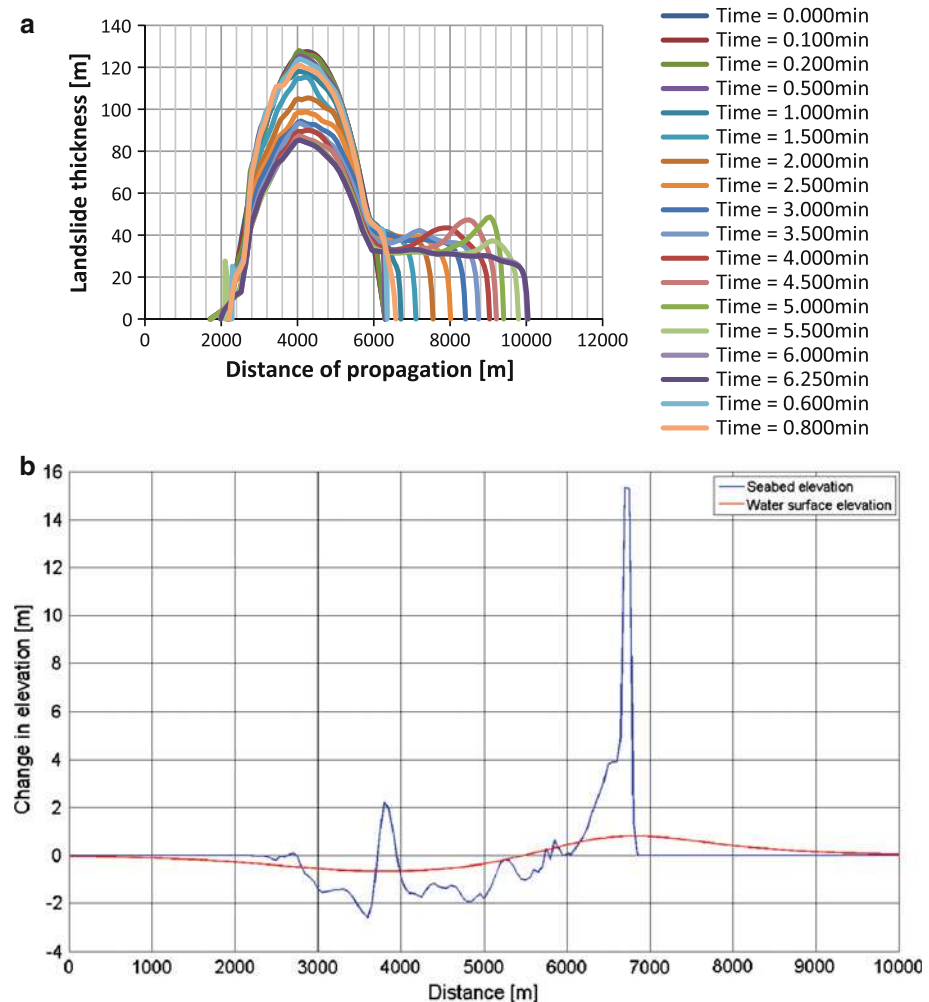 a
Landslide thickness [m]
140
120
100
80
60
40
20
0
0 2000 4000 6000 8000 10000 12000
Distance of propagation [m]
Time = 0.000min
Time = 0.100min
Time = 0.200min
Time = 0.500min
Time = 1.000min
Time = 1.500min
Time = 2.000min
Time = 2.500min
Time = 3.000min
Time = 3.500min
Time = 4.000min
Time = 4.500min
Time = 5.000min
Time = 5.500min
Time = 6.000min
Time = 6.250min
Time = 0.600min
Time = 0.800min
b
Change in elevation [m]
16
14
12
10
8
6
4
2
0
-2
-4
Seabed elevation
Water surface elevation
0 1000 2000 3000 4000 5000 6000 7000 8000 9000 10000
Distance [m]